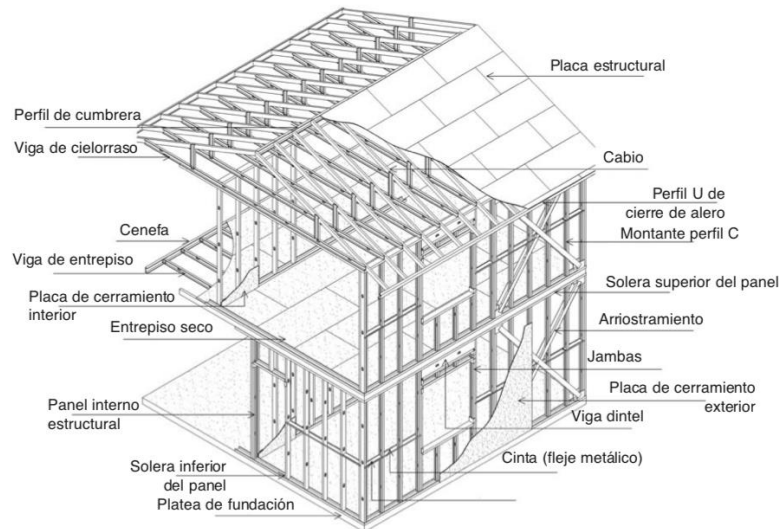 Placa estructural
Perfil de cumbrera
Viga de cielorraso
Cabio
Perfil U de
cierre de alero
Cenefa
Montante perfil C
Viga de entrepiso
Solera superior del panel
Placa de cerramiento
interior
Arriostramiento
Entrepiso seco
Jambas
Placa de cerramiento
exterior
Panel interno
estructural
Viga dintel
Cinta (fleje metálico)
Solera inferior
del panel
Platea de fundación